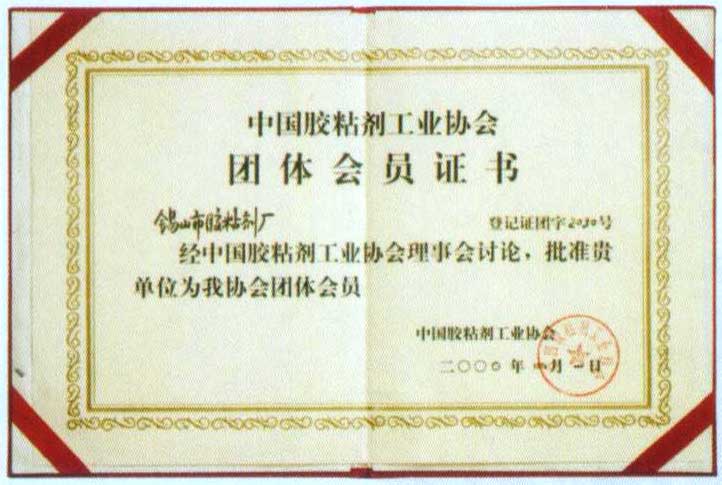 中国胶粘剂工业协会
团体会员证书
锡山市胶粘剂厂
登记证团字2030号
经中国胶粘剂工业协会理事会讨论，批准贵
单位为我协会团体会员
中国胶粘剂工业协会
二〇〇〇年 月一日